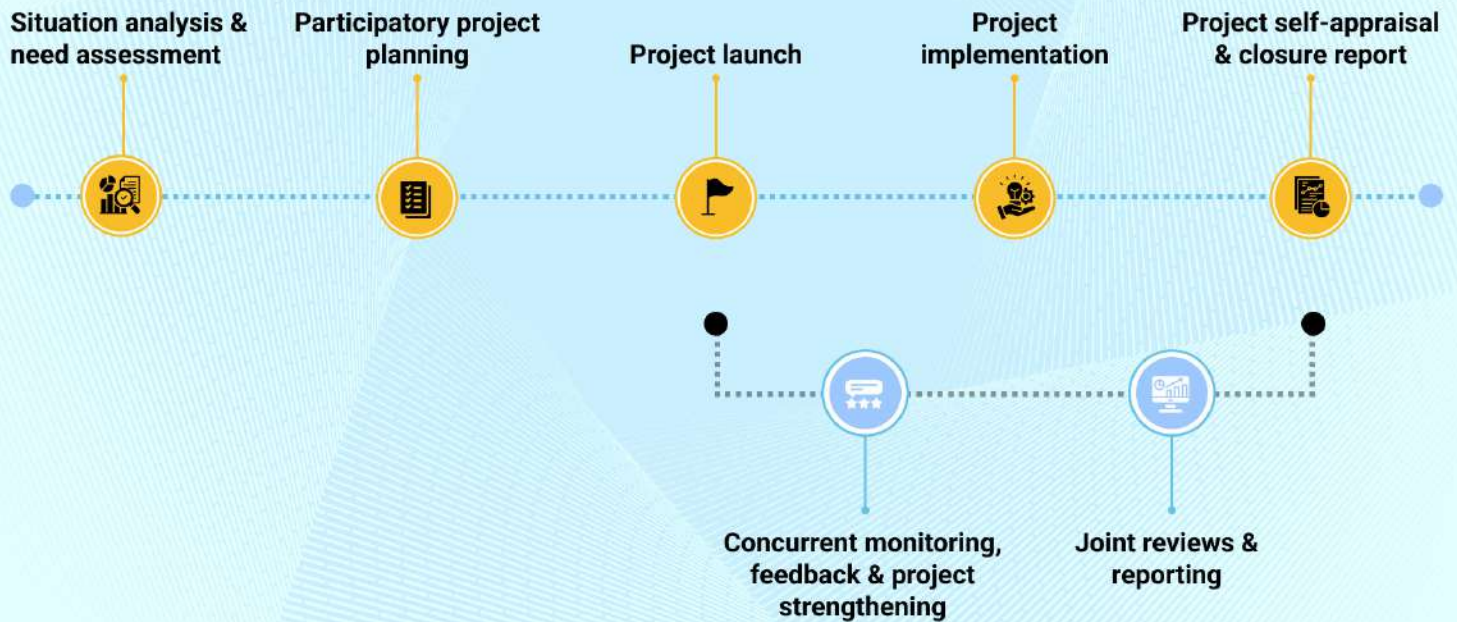 Situation analysis &
need assessment
Participatory project
planning
Project launch
Project
implementation
Project self-appraisal
& closure report
Concurrent monitoring,
feedback & project
strengthening
Joint reviews &
reporting